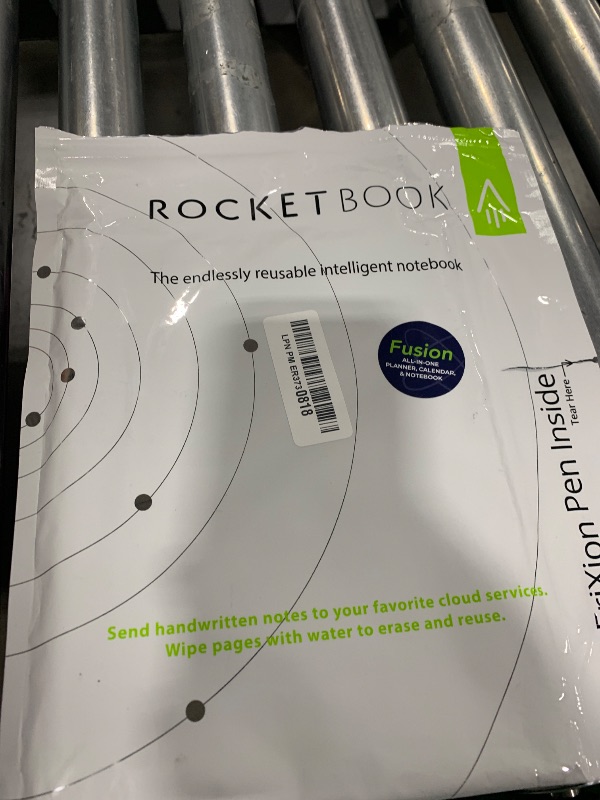 ROCKETBOOK
The endlessly reusable intelligent notebook
LPN PM ER3730818
Fusion
ALL-IN-ONE
PLANNER, CALENDAR,
& NOTEBOOK
FriXion Pen Inside
Tear Here
Send handwritten notes to your favorite cloud services.
Wipe pages with water to erase and reuse.